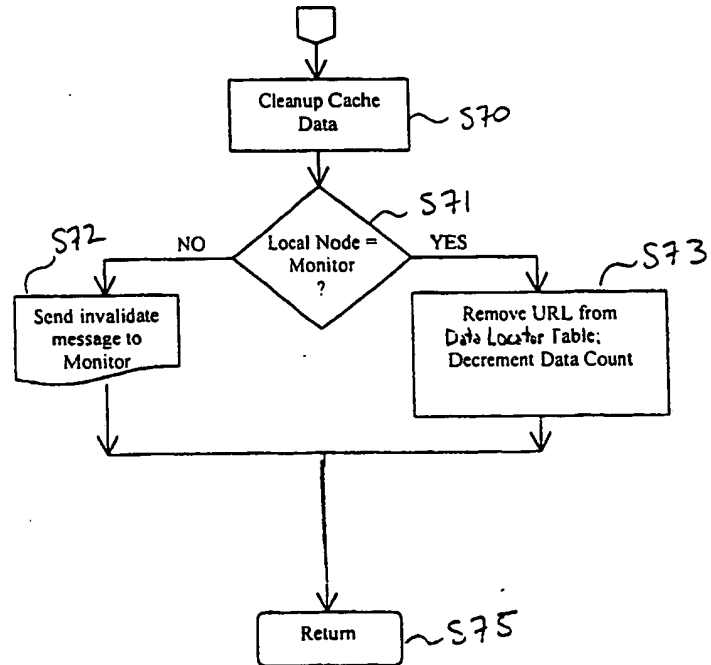 Cleanup Cache
Data
S70
S71
S72
NO
Local Node =
Monitor
?
YES
S73
Send invalidate
message to
Monitor
Remove URL from
Data Locator Table;
Decrement Data Count
Return
S75